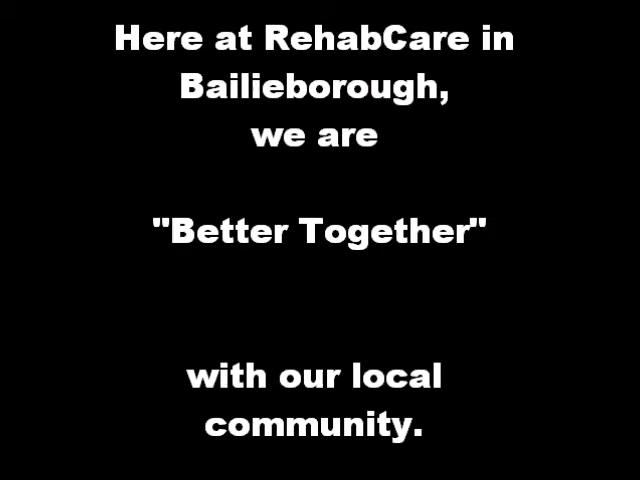 Here at RehabCare in
Bailieborough,
we are
"Better Together"
with our local
community.